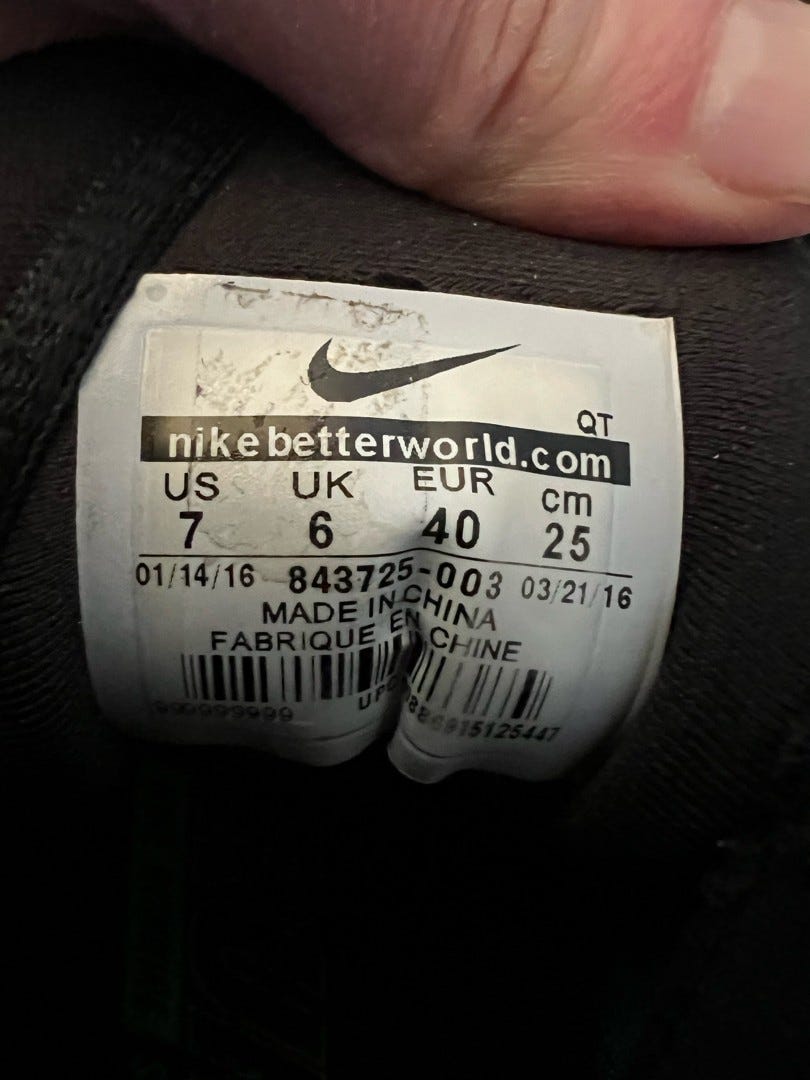 QT
nikebetterworld.com
US UK EUR cm
7 6 40 25
01/14/16 843725-003 03/21/16
MADE IN CHINA
FABRIQUE EN CHINE